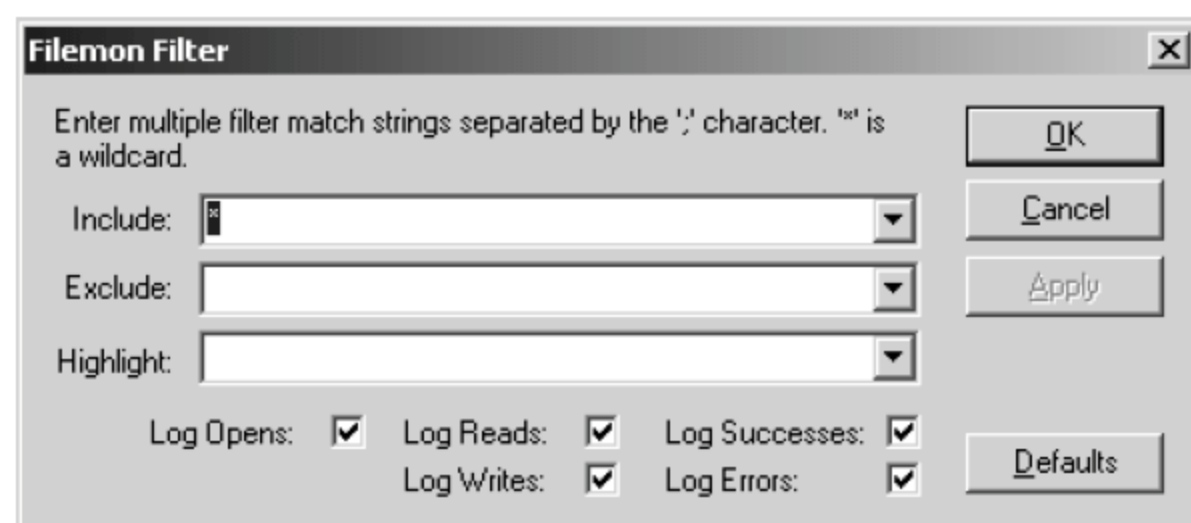 Filemon Filter
Enter multiple filter match strings separated by the ';' character. '*' is
a wildcard.
OK
Include: *
Cancel
Exclude:
Apply
Highlight:
Log Opens: Log Reads: Log Successes:
Log Writes: Log Errors:
Defaults